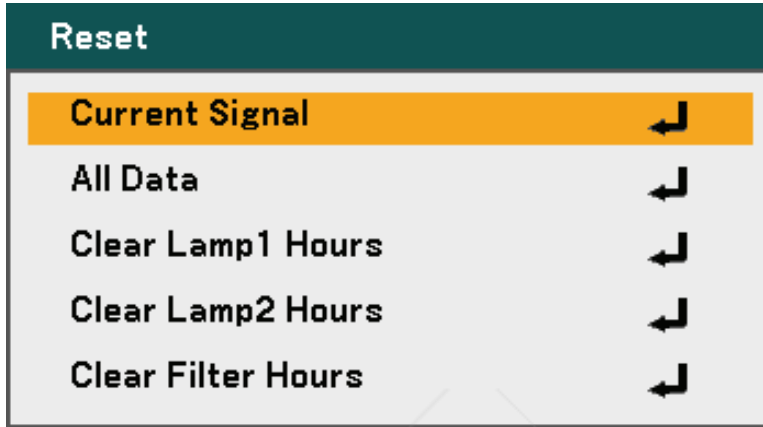 Reset
Current Signal
All Data
Clear Lamp1 Hours
Clear Lamp2 Hours
Clear Filter Hours